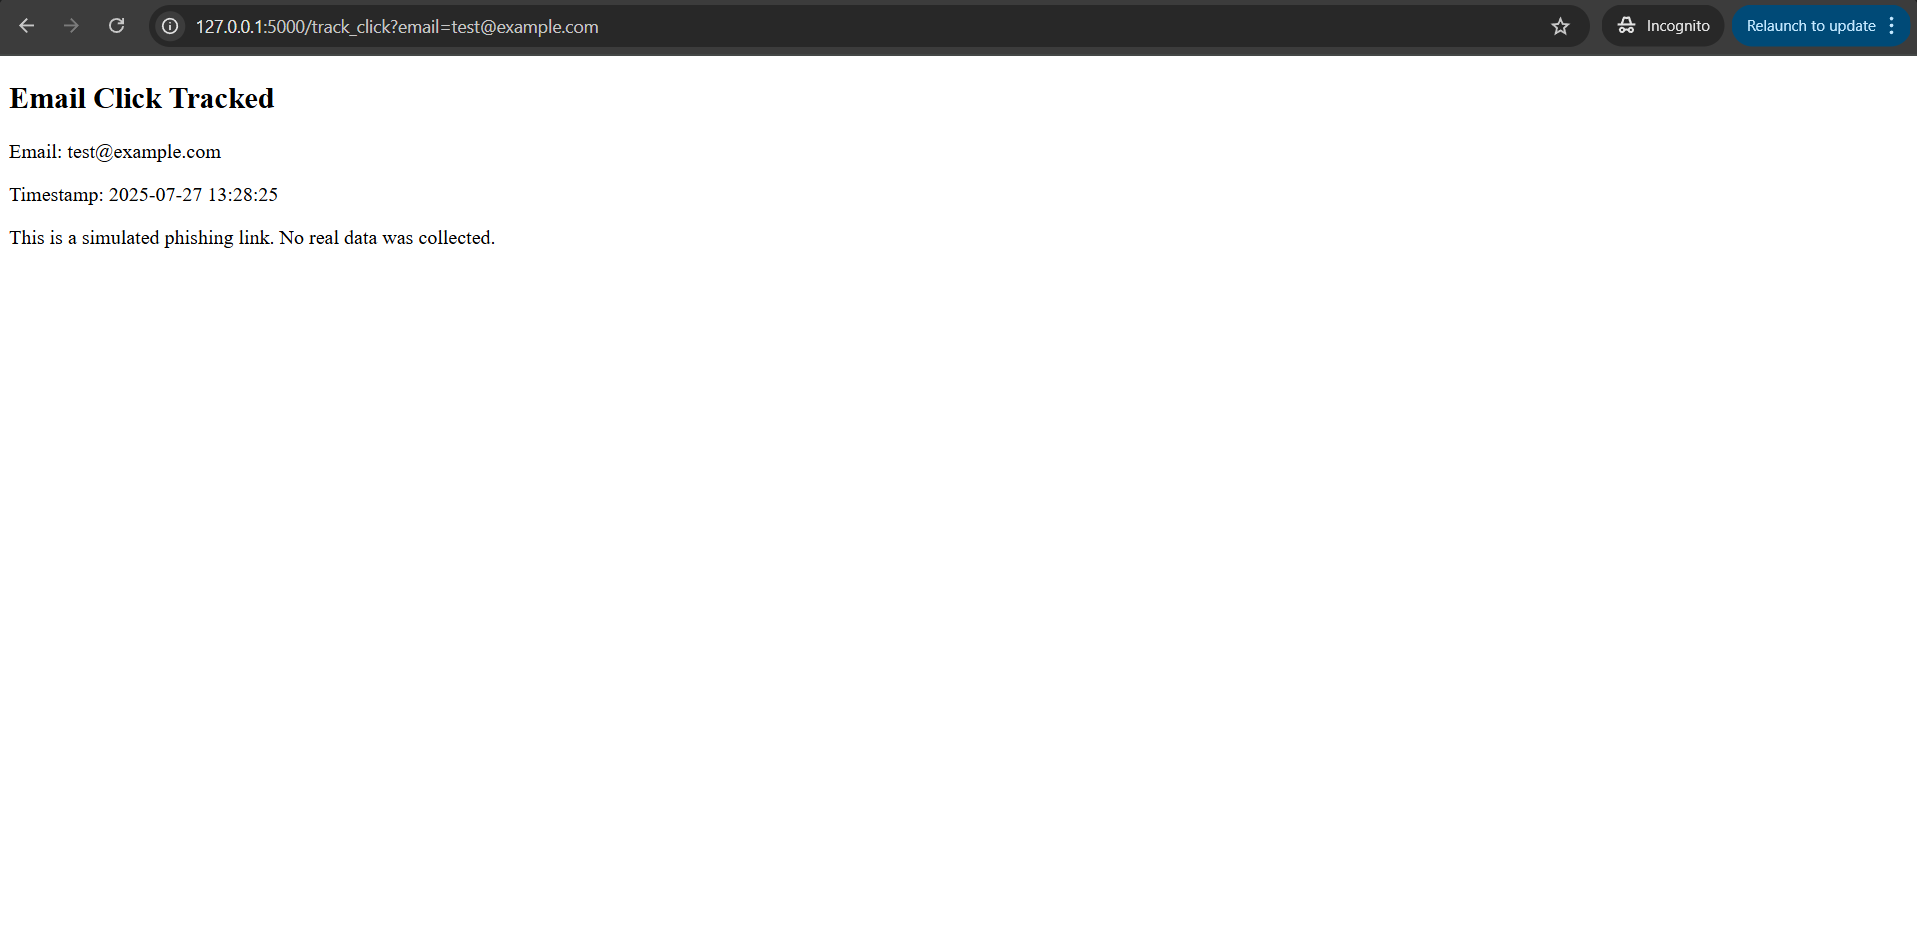 127.0.0.1:5000/track_click?email=test@example.com
Incognito
Relaunch to update
Email Click Tracked
Email: test@example.com
Timestamp: 2025-07-27 13:28:25
This is a simulated phishing link. No real data was collected.